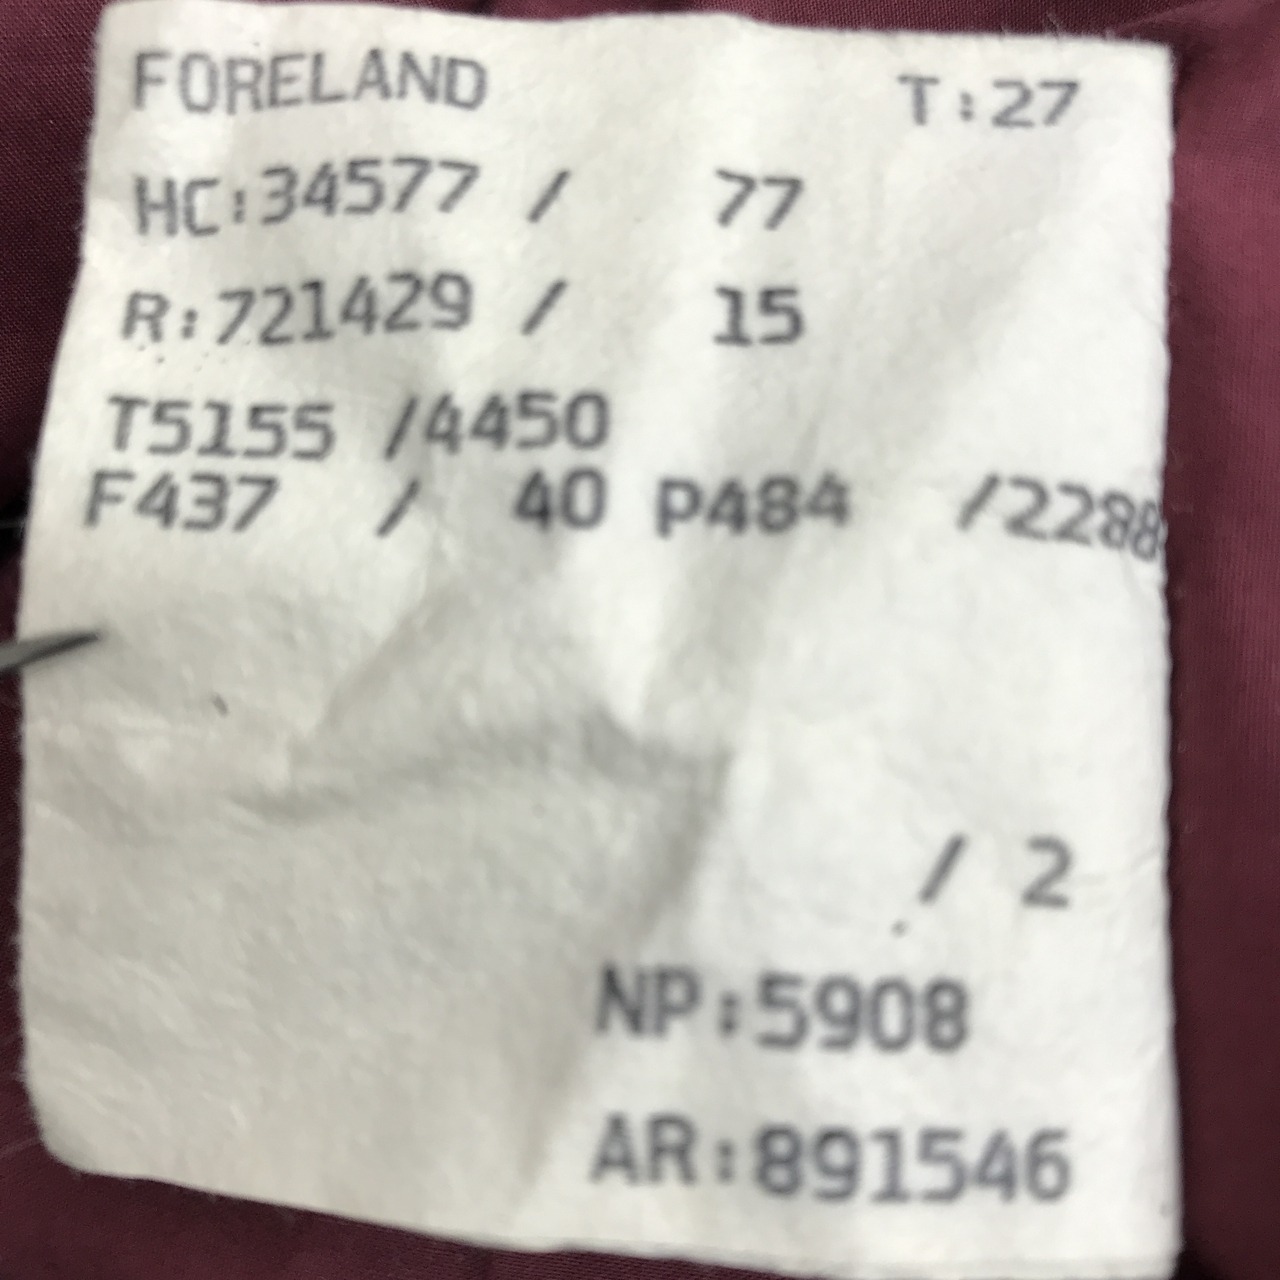 FORELAND T:27
HC:34577 / 77
R:721429 / 15
T5155 /4450
F437 / 40 P484 /2288
/ 2
NP:5908
AR:891546